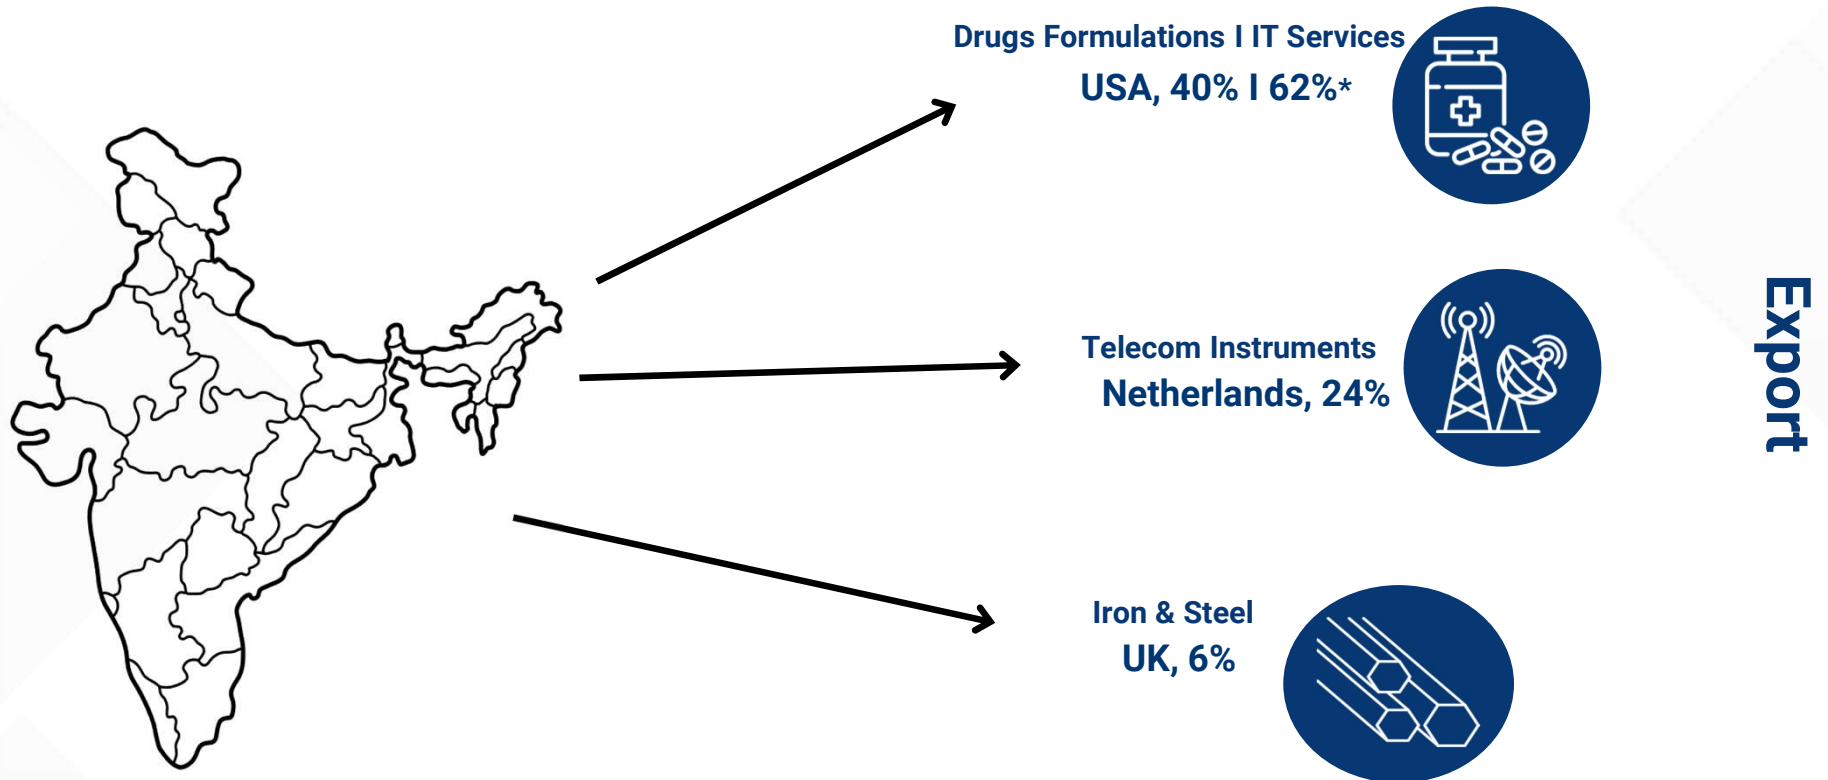 Drugs Formulations I IT Services
USA, 40% I 62%*
Telecom Instruments
Netherlands, 24%
Iron & Steel
UK, 6%
Export